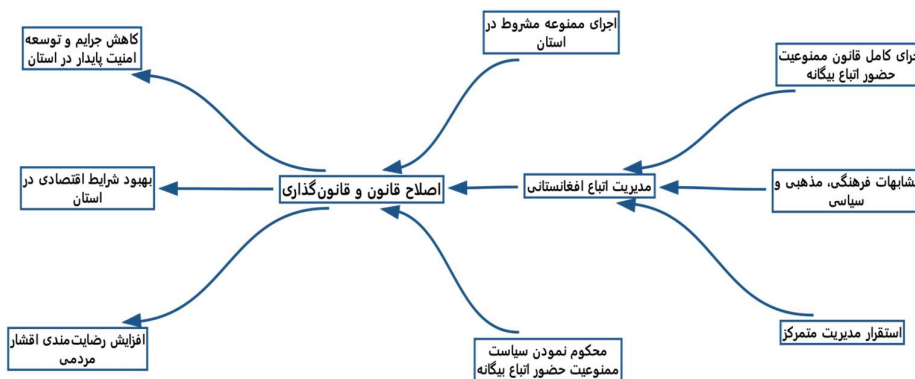 اجرای ممنوعه مشروط در
استان
کاهش جرایم و توسعه
امنیت پایدار در استان
جرای کامل قانون ممنوعیت
حضور اتباع بیگانه
شابهات فرهنگی، مذهبی و
سیاسی
مدیریت اتباع افغانستانی
اصلاح قانون و قانون‌گذاری
بهبود شرایط اقتصادی در
استان
استقرار مدیریت متمرکز
محکوم نمودن سیاست
ممنوعیت حضور اتباع بیگانه
افزایش رضایت‌مندی اقشار
مردمی